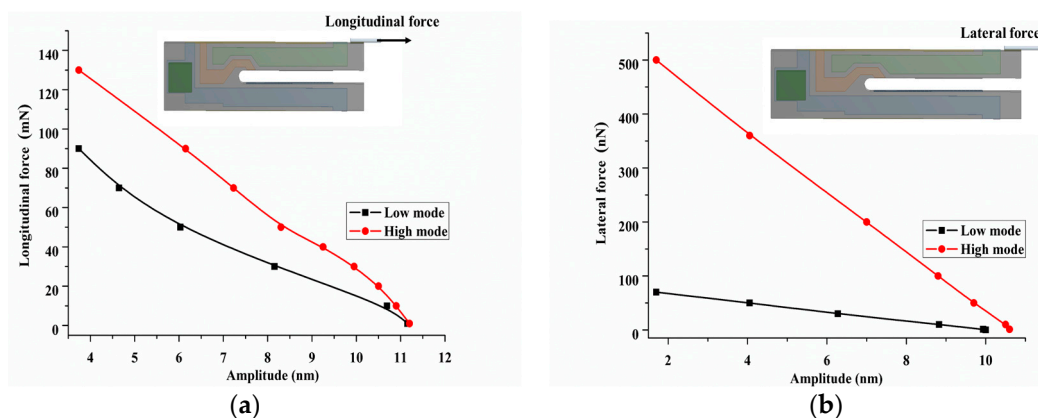 Longitudinal force
140
120
100
80
60
40
20
0
Longitudinal force (mN)
Low mode
High mode
4 5 6 7 8 9 10 11 12
Amplitude (nm)
(a)
Lateral force
500
400
300
200
100
0
Lateral force (nN)
Low mode
High mode
2 4 6 8 10
Amplitude (nm)
(b)